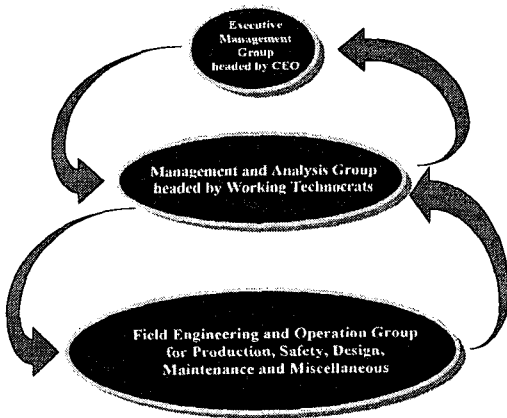 Executive
Management
Group
headed by CEO
Management and Analysis Group
headed by Working Technocrats
Field Engineering and Operation Group
for Production, Safety, Design,
Maintenance and Miscellaneous